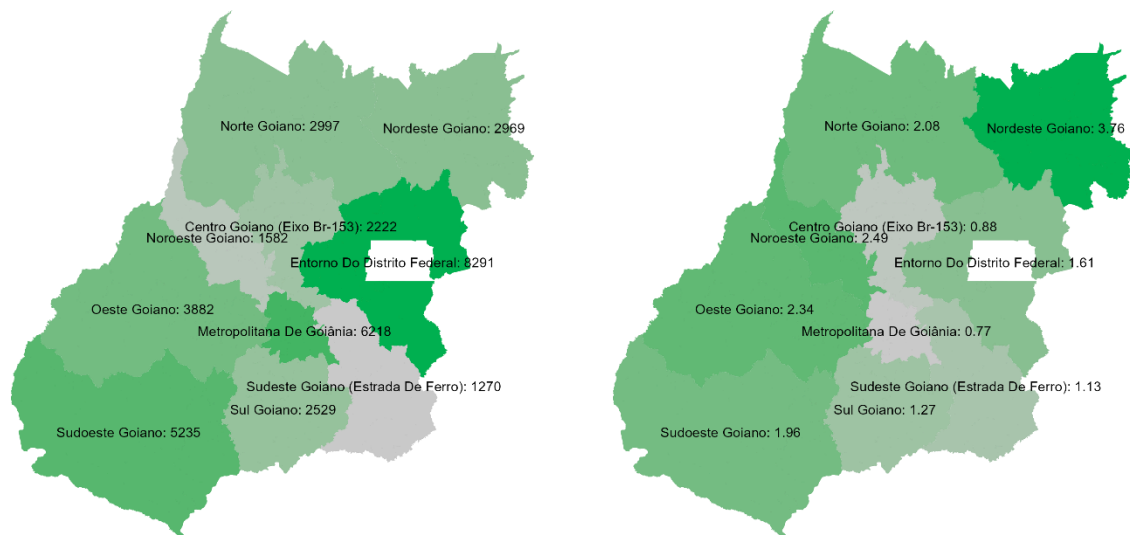 Norte Goiano: 2997
Nordeste Goiano: 2969
Centro Goiano (Eixo Br-153): 2222
Noroeste Goiano: 1582
Entorno Do Distrito Federal: 8291
Oeste Goiano: 3882
Metropolitana De Goiânia: 6218
Sudeste Goiano (Estrada De Ferro): 1270
Sul Goiano: 2529
Sudoeste Goiano: 5235
Norte Goiano: 2.08
Nordeste Goiano: 3.76
Centro Goiano (Eixo Br-153): 0.88
Noroeste Goiano: 2.49
Entorno Do Distrito Federal: 1.61
Oeste Goiano: 2.34
Metropolitana De Goiânia: 0.77
Sudeste Goiano (Estrada De Ferro): 1.13
Sul Goiano: 1.27
Sudoeste Goiano: 1.96